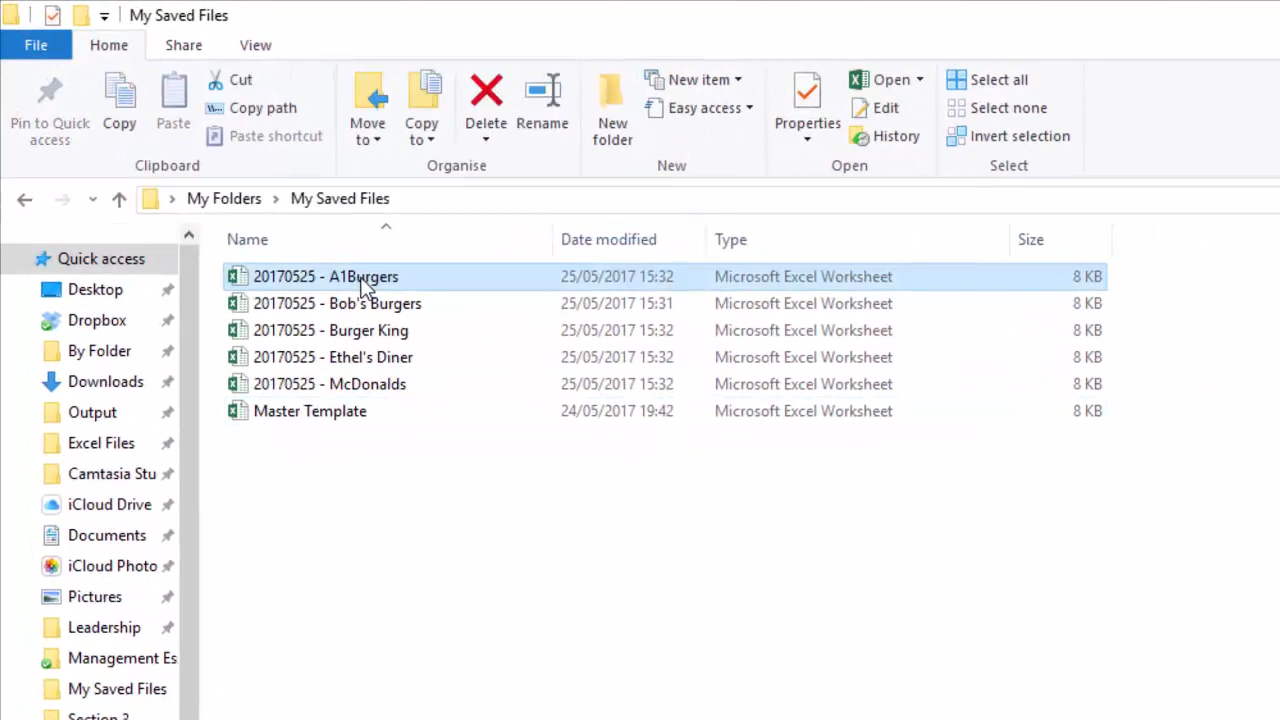 My Saved Files
File Home Share View
Pin to Quick access
Copy
Paste
Cut
Copy path
Paste shortcut
Clipboard
Move to
Copy to
Delete
Rename
Organise
New folder
New item
Easy access
New
Properties
Open
Edit
History
Open
Select all
Select none
Invert selection
Select
My Folders > My Saved Files
Name Date modified Type Size
20170525 - A1Burgers 25/05/2017 15:32 Microsoft Excel Worksheet 8 KB
20170525 - Bob's Burgers 25/05/2017 15:31 Microsoft Excel Worksheet 8 KB
20170525 - Burger King 25/05/2017 15:32 Microsoft Excel Worksheet 8 KB
20170525 - Ethel's Diner 25/05/2017 15:32 Microsoft Excel Worksheet 8 KB
20170525 - McDonalds 25/05/2017 15:32 Microsoft Excel Worksheet 8 KB
Master Template 24/05/2017 19:42 Microsoft Excel Worksheet 8 KB
Quick access
Desktop
Dropbox
By Folder
Downloads
Output
Excel Files
Camtasia Stu
iCloud Drive
Documents
iCloud Photo
Pictures
Leadership
Management Es
My Saved Files
Section 3